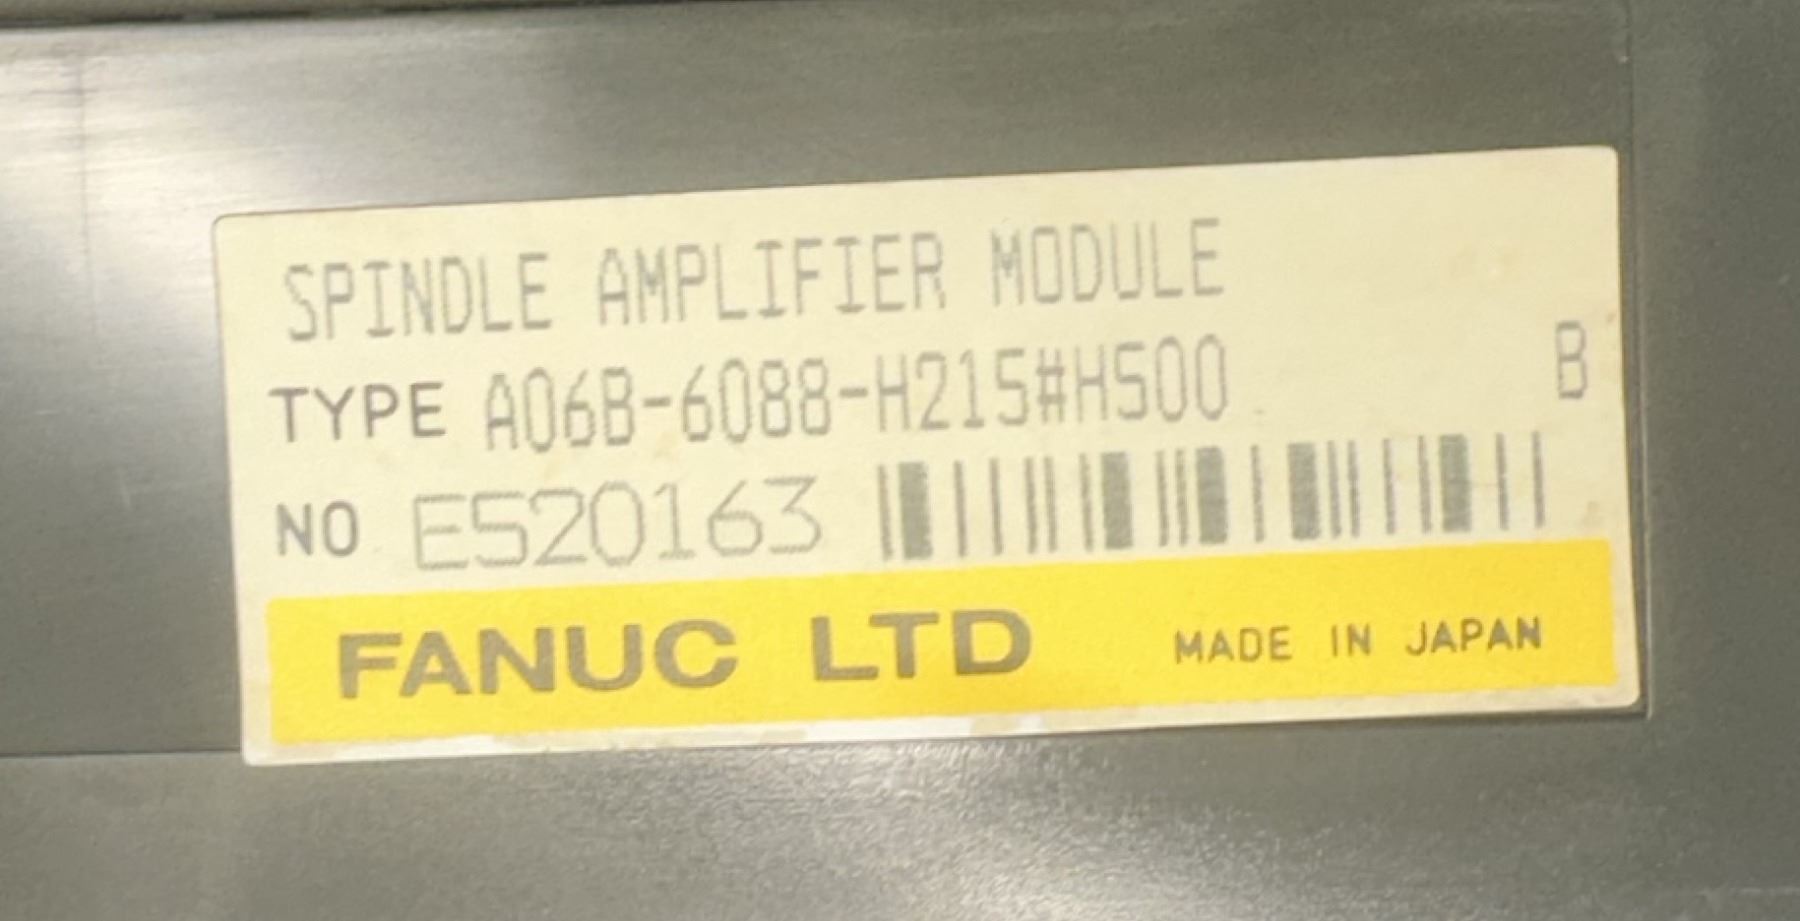 SPINDLE AMPLIFIER MODULE
TYPE A06B-6088-H215#H500 B
NO E520163
FANUC LTD MADE IN JAPAN